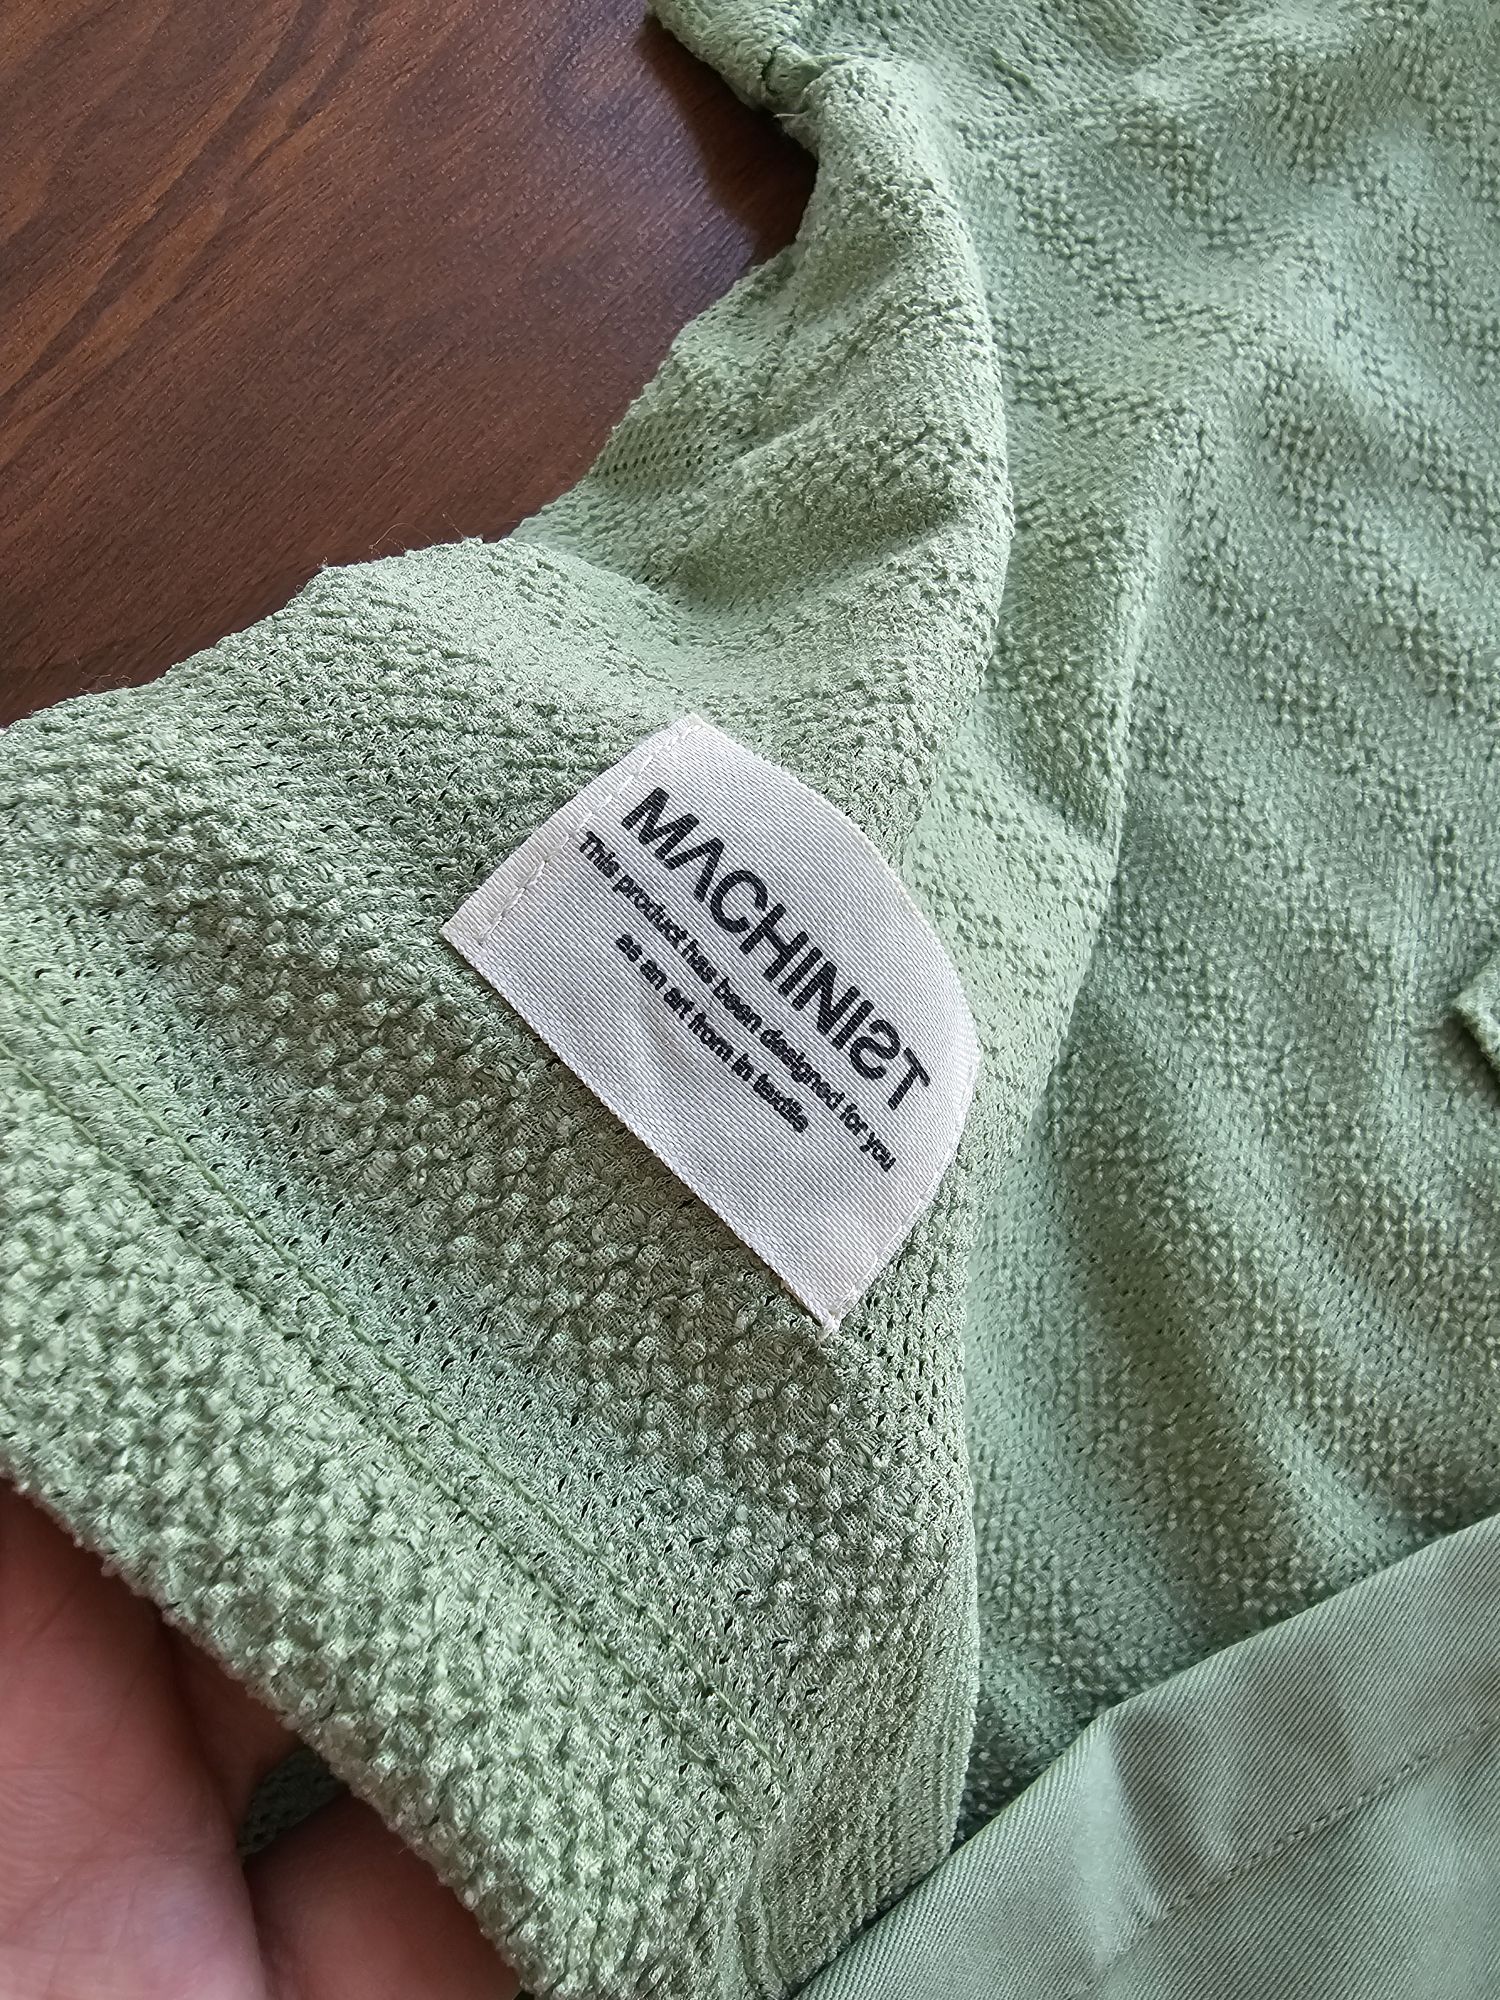 MACHINIST
This product has been designed for you
as an art from in textile